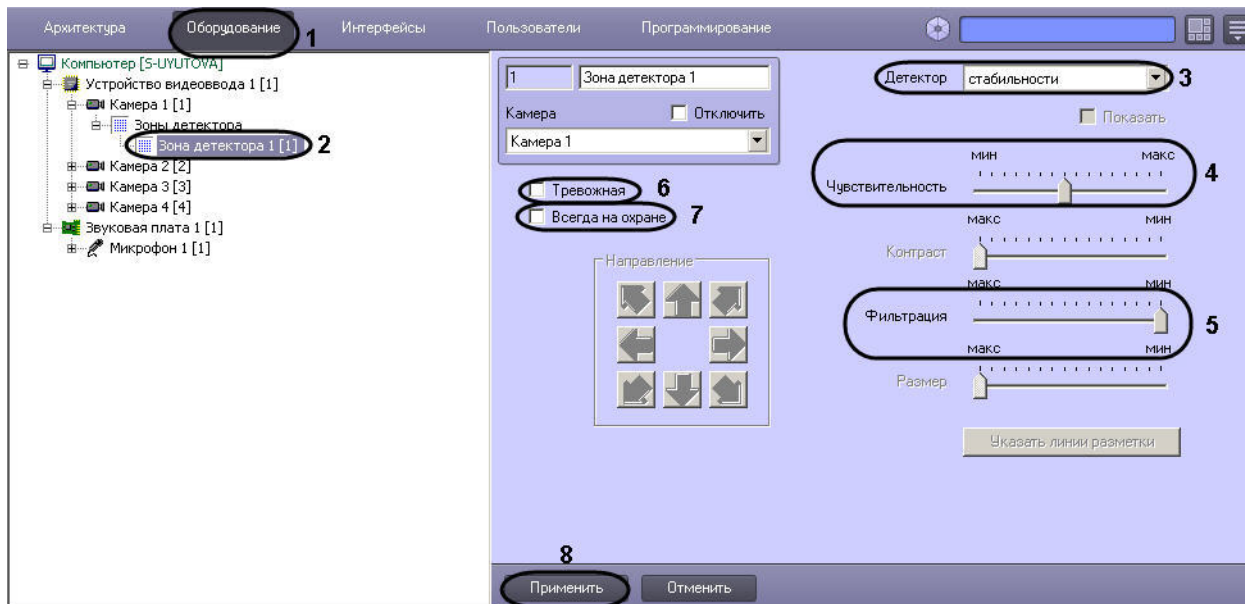 Архитектура Оборудование Интерфейсы Пользователи Программирование
1
Компьютер [S-UYUTOVA]
Устройство видеоввода 1 [1]
Камера 1 [1]
Зоны детектора
Зона детектора 1 [1] 2
Камера 2 [2]
Камера 3 [3]
Камера 4 [4]
Звуковая плата 1 [1]
Микрофон 1 [1]
1 Зона детектора 1
Камера Отключить
Камера 1
Тревожная 6
Всегда на охране 7
Направление
Детектор стабильности 3
Показать
мин макс
Чувствительность 4
макс мин
Контраст
макс мин
Фильтрация 5
макс мин
Размер
Указать линии разметки
8
Применить Отменить